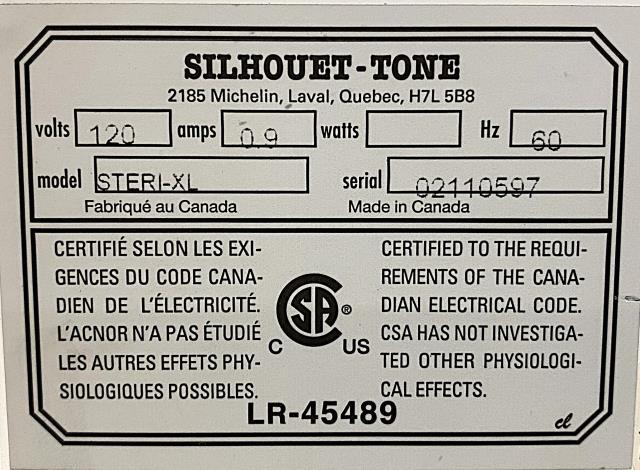 SILHOUET-TONE
2185 Michelin, Laval, Quebec, H7L 5B8
volts 120 amps 0.9 watts Hz 60
model STERI-XL serial 02110597
Fabriqué au Canada Made in Canada
CERTIFIÉ SELON LES EXI-
GENCES DU CODE CANA-
DIEN DE L'ÉLECTRICITÉ.
L'ACNOR N'A PAS ÉTUDIÉ
LES AUTRES EFFETS PHY-
SIOLOGIQUES POSSIBLES.
C SA ® US
CERTIFIED TO THE REQUI-
REMENTS OF THE CANA-
DIAN ELECTRICAL CODE.
CSA HAS NOT INVESTIGA-
TED OTHER PHYSIOLOGI-
CAL EFFECTS.
LR-45489
cl